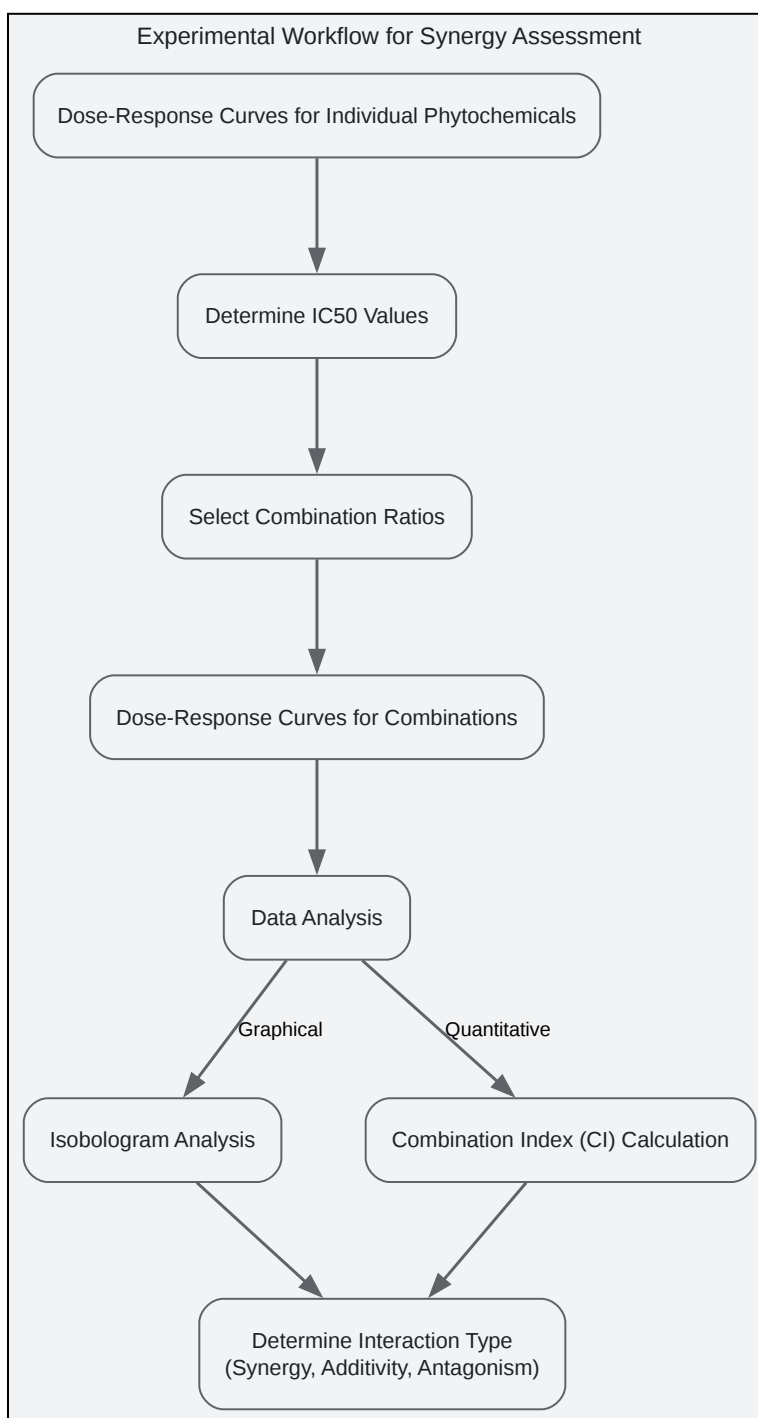 Experimental Workflow for Synergy Assessment
Dose-Response Curves for Individual Phytochemicals
Determine IC50 Values
Select Combination Ratios
Dose-Response Curves for Combinations
Data Analysis
Graphical
Quantitative
Isobologram Analysis
Combination Index (CI) Calculation
Determine Interaction Type
(Synergy, Additivity, Antagonism)